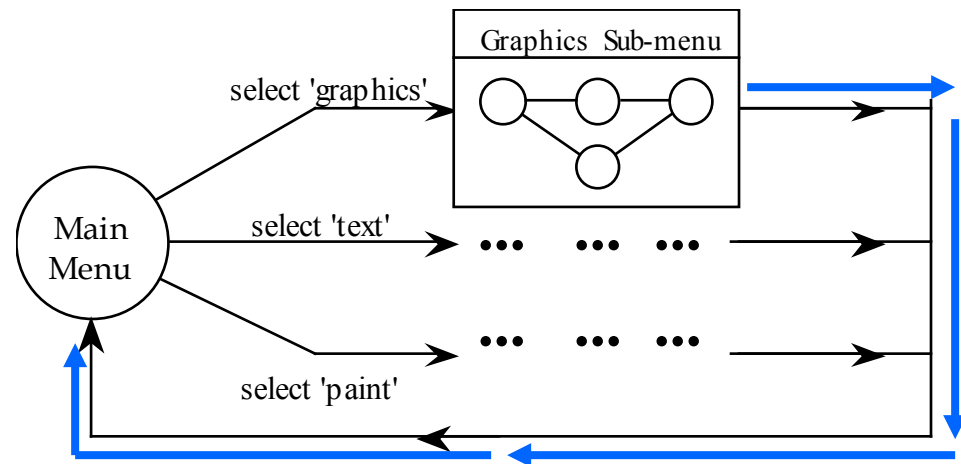 Graphics Sub-menu
select 'graphics'
Main
Menu
select 'text'
••• ••• •••
••• ••• •••
select 'paint'